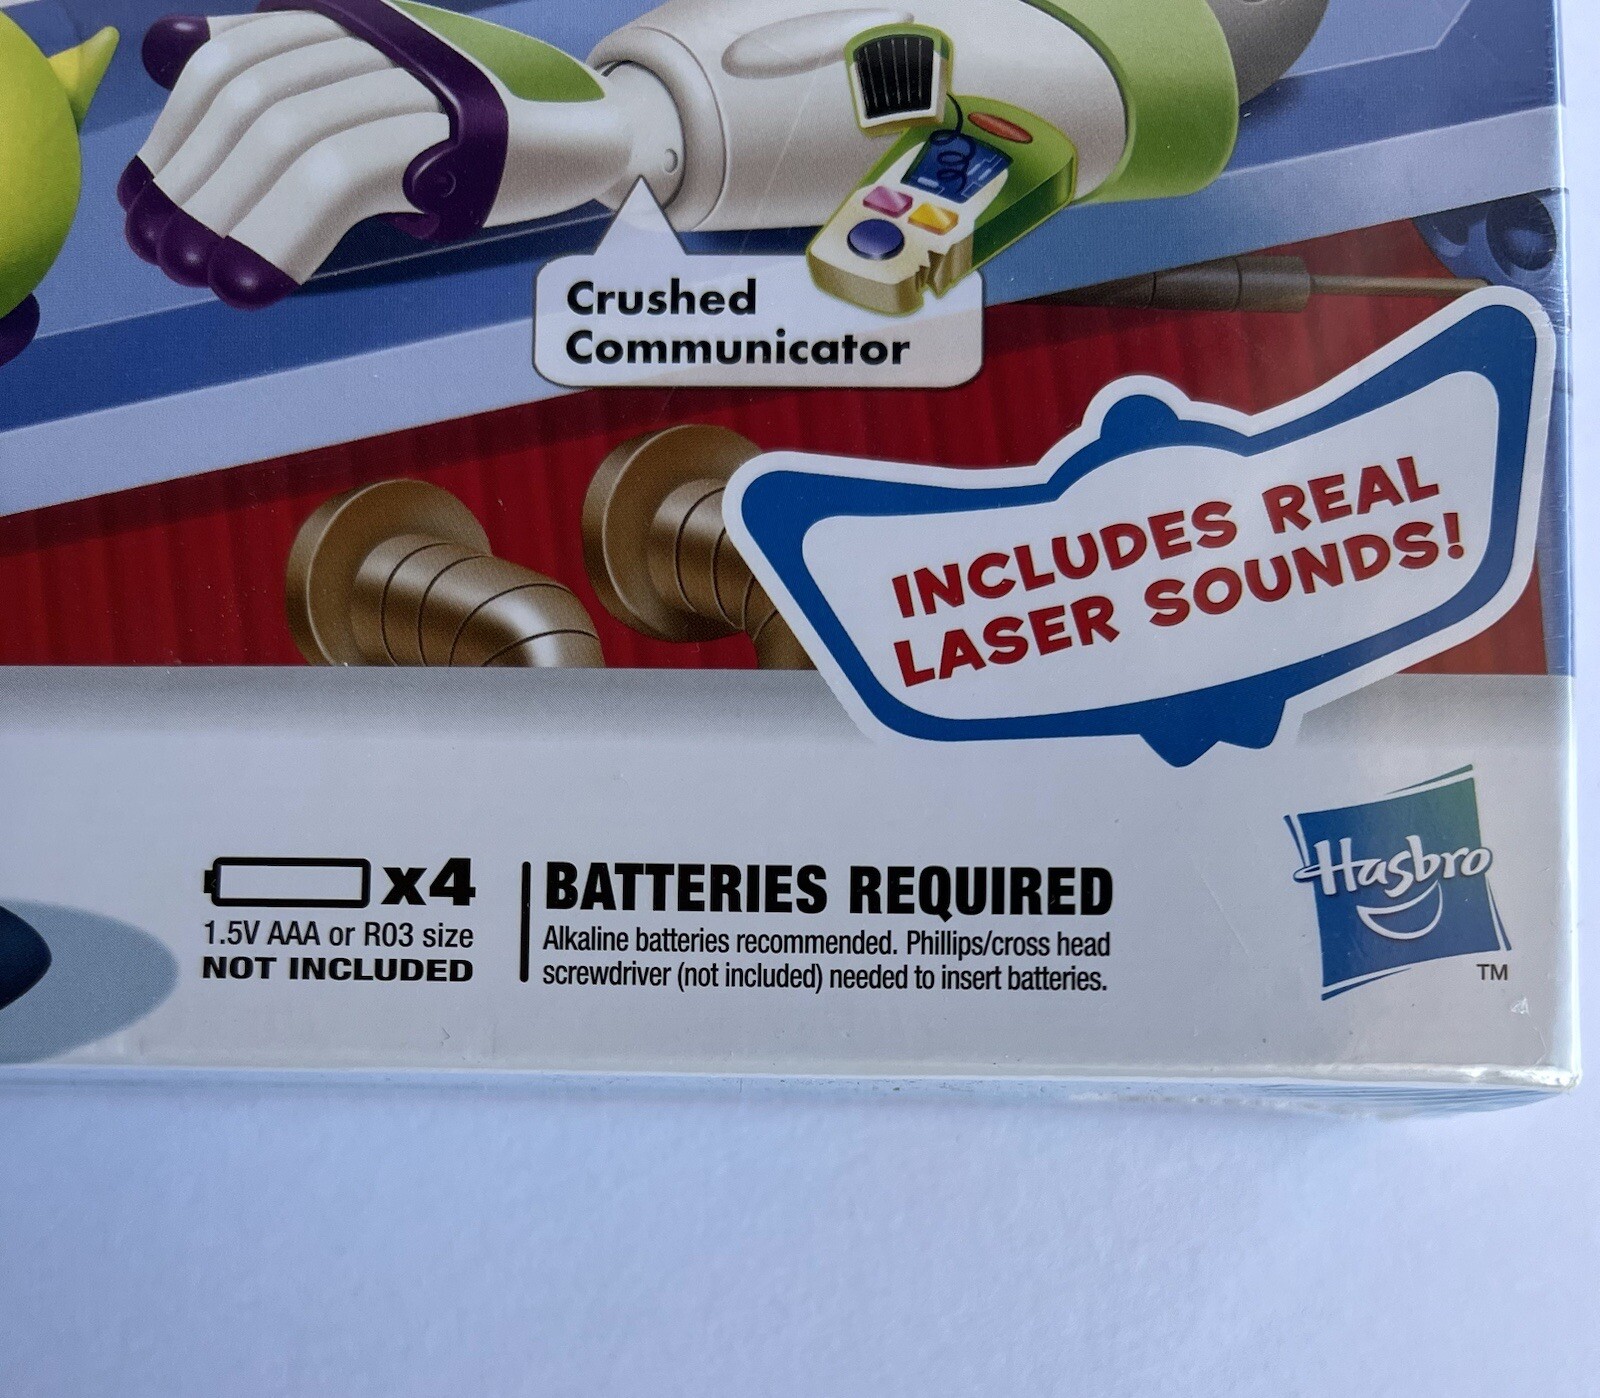 Crushed
Communicator
INCLUDES REAL
LASER SOUNDS!
x4
1.5V AAA or R03 size
NOT INCLUDED
BATTERIES REQUIRED
Alkaline batteries recommended. Phillips/cross head
screwdriver (not included) needed to insert batteries.
Hasbro
TM